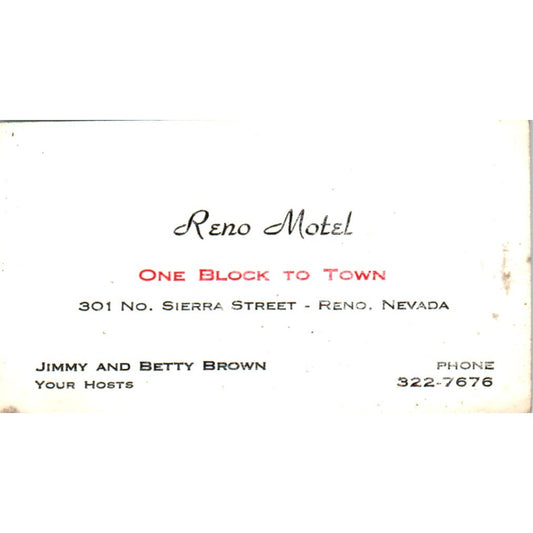 Reno Motel
One Block to Town
301 No. Sierra Street - Reno, Nevada
Jimmy and Betty Brown
Your Hosts
PHONE
322-7676